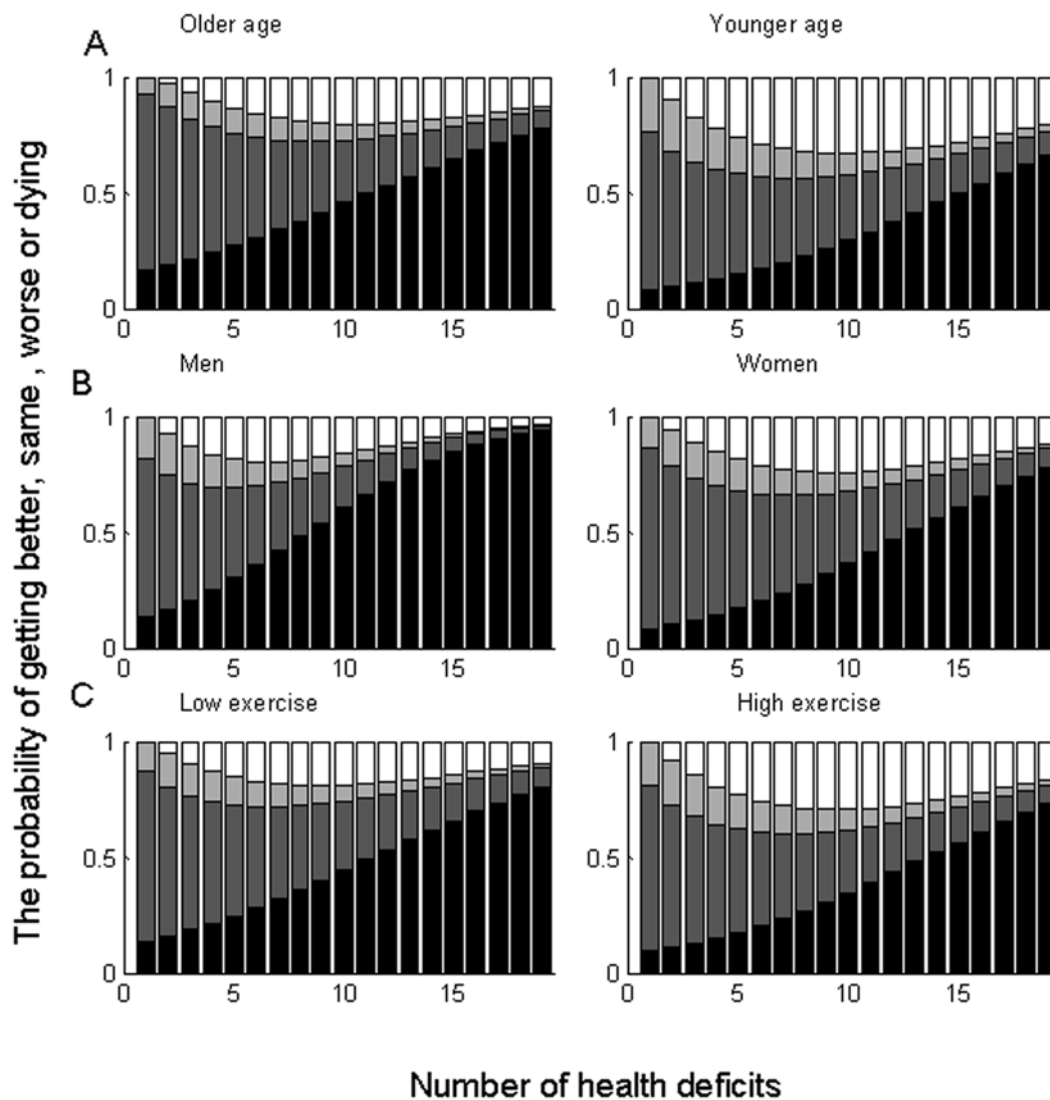 The probability of getting better, same , worse or dying
A
Older age
Younger age
1
0.5
0
0 5 10 15
1
0.5
0
0 5 10 15
B
Men
Women
1
0.5
0
0 5 10 15
1
0.5
0
0 5 10 15
C
Low exercise
High exercise
1
0.5
0
0 5 10 15
1
0.5
0
0 5 10 15
Number of health deficits